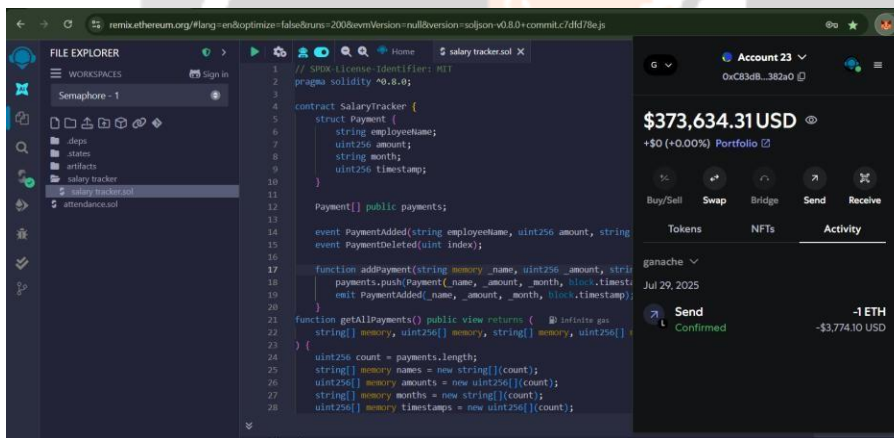 remix.ethereum.org/#lang=en&optimize=false&runs=200&evmVersion=null&version=soljson-v0.8.0+commit.c7dfd78e.js
FILE EXPLORER
WORKSPACES
Sign in
Semaphore - 1
.deps
.states
artifacts
salary tracker
salary tracker.sol
attendance.sol
Home
salary tracker.sol
1 // SPDX-License-Identifier: MIT
2 pragma solidity ^0.8.0;
3
4 contract SalaryTracker {
5 struct Payment {
6 string employeeName;
7 uint256 amount;
8 string month;
9 uint256 timestamp;
10 }
11
12 Payment[] public payments;
13
14 event PaymentAdded(string employeeName, uint256 amount, string
15 event PaymentDeleted(uint index);
16
17 function addPayment(string memory _name, uint256 _amount, strin
18 payments.push(Payment(_name, _amount, _month, block.timesta
19 emit PaymentAdded(_name, _amount, _month, block.timestamp);
20 }
21 function getAllPayments() public view returns ( infinite gas
22 string[] memory, uint256[] memory, string[] memory, uint256[] m
23 ) {
24 uint256 count = payments.length;
25 string[] memory names = new string[](count);
26 uint256[] memory amounts = new uint256[](count);
27 string[] memory months = new string[](count);
28 uint256[] memory timestamps = new uint256[](count);
G
Account 23
0xC83dB...382a0
$373,634.31 USD
+$0 (+0.00%) Portfolio
Buy/Sell Swap Bridge Send Receive
Tokens NFTs Activity
ganache
Jul 29, 2025
L
Send -1 ETH
Confirmed -$3,774.10 USD